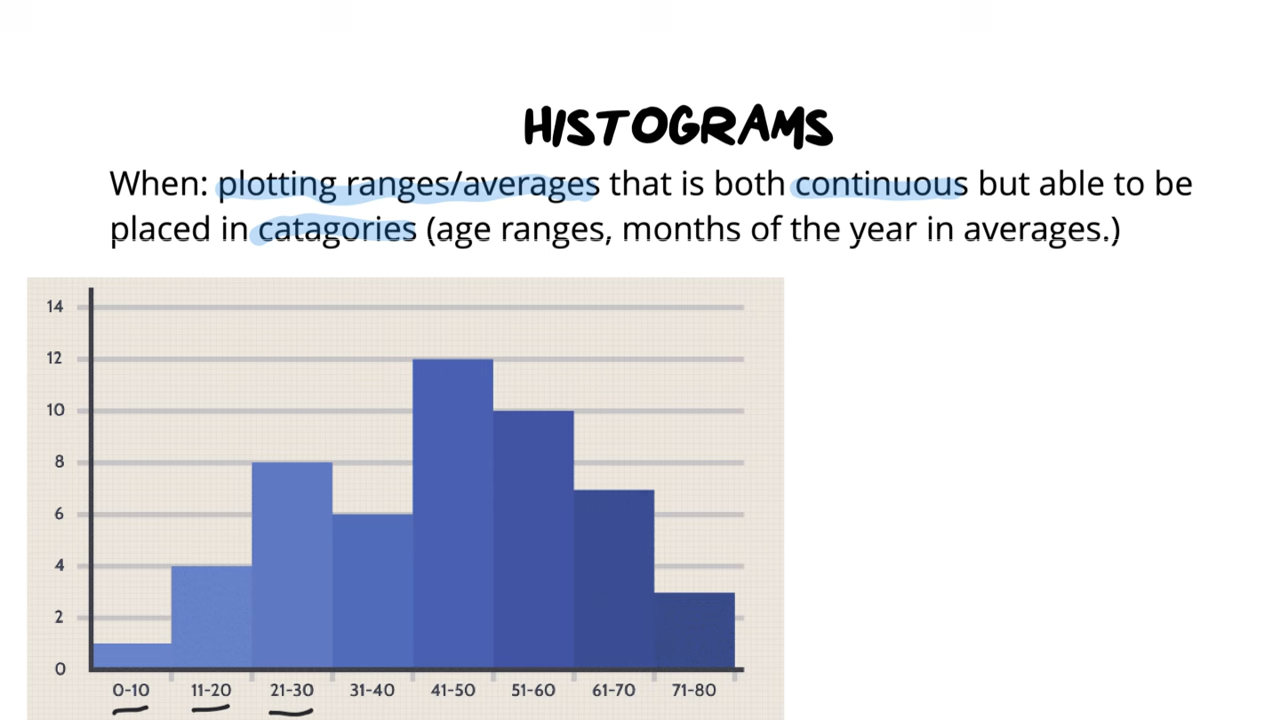 HISTOGRAMS
When: plotting ranges/averages that is both continuous but able to be
placed in catagories (age ranges, months of the year in averages.)
14
12
10
8
6
4
2
0
0-10 11-20 21-30 31-40 41-50 51-60 61-70 71-80